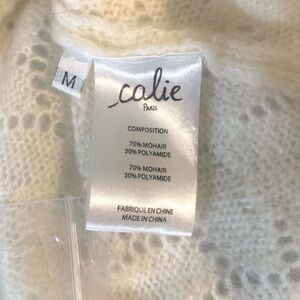 M
calie
Paris
COMPOSITION
70% MOHAIR
30% POLYAMIDE
70% MOHAIR
30% POLYAMIDE
FABRIQUE EN CHINE
MADE IN CHINA